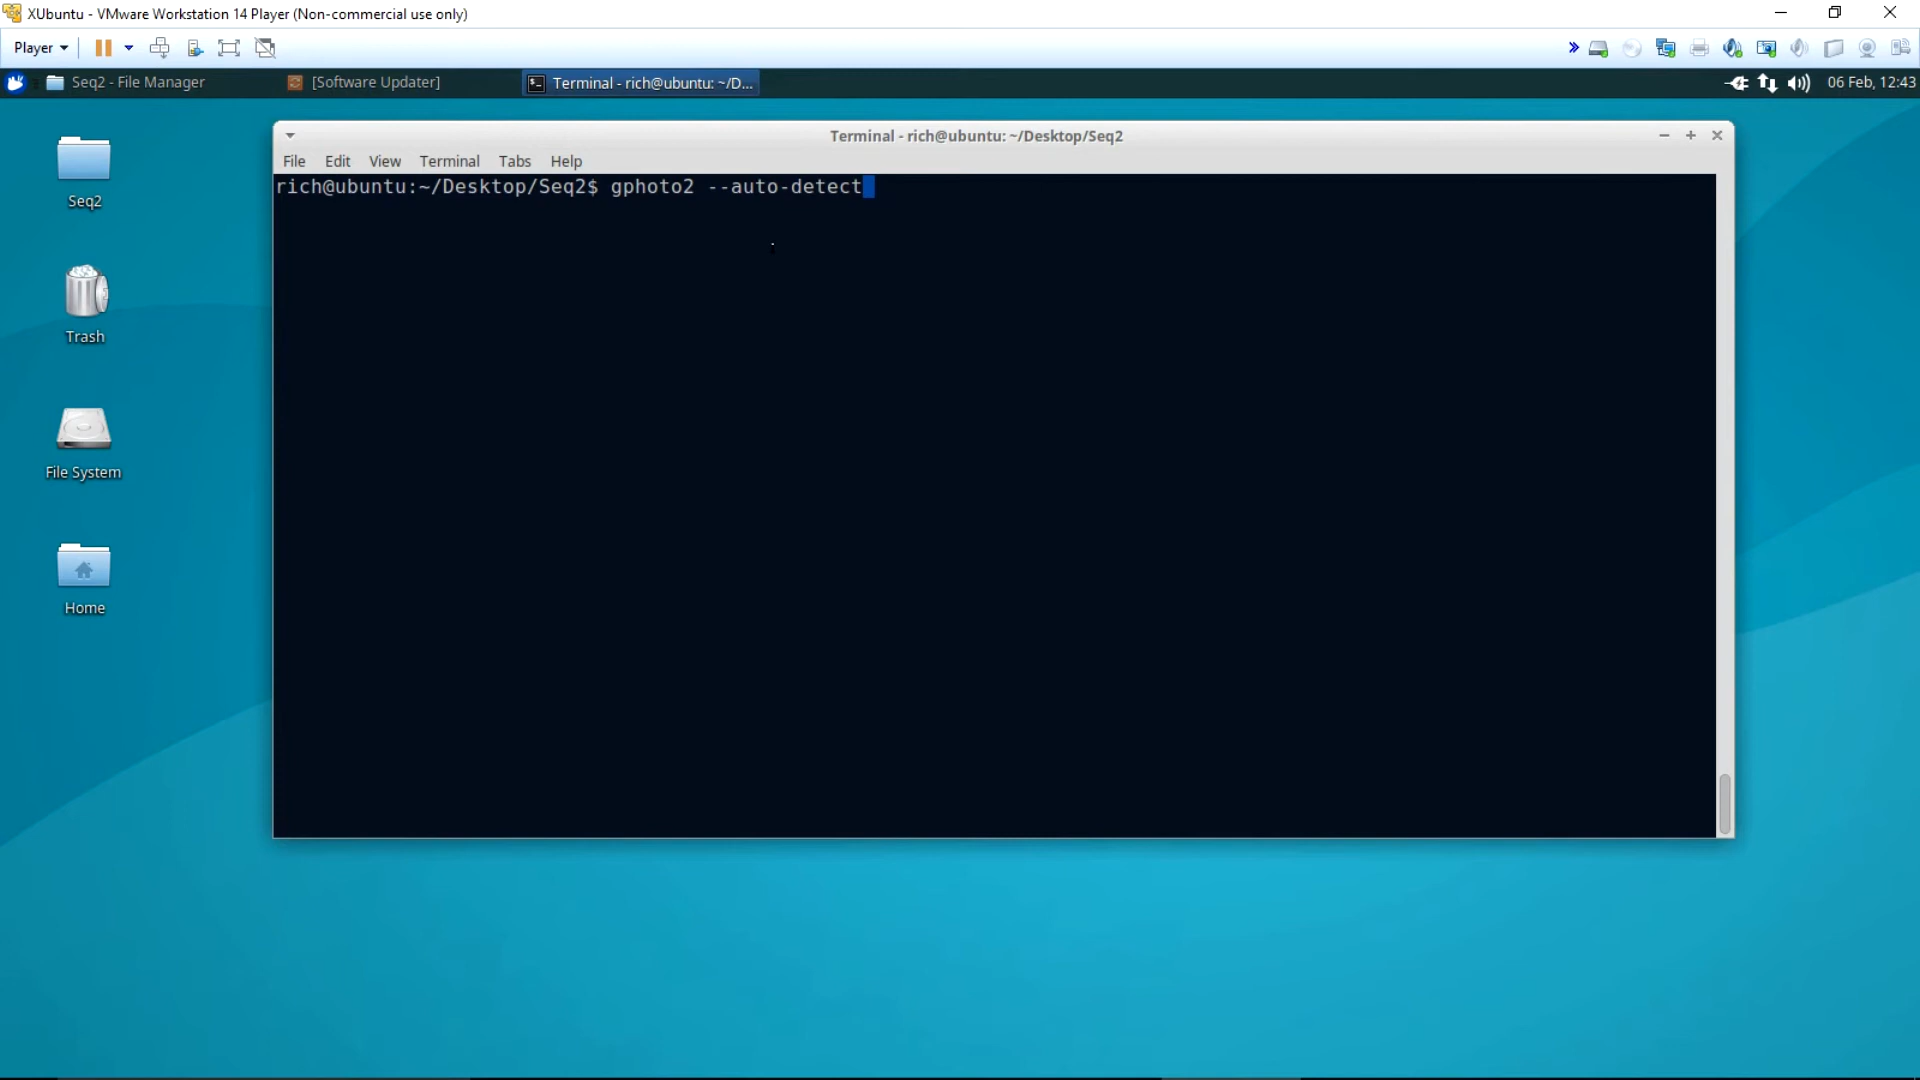 XUbuntu - VMware Workstation 14 Player (Non-commercial use only)
Player
Seq2 - File Manager
[Software Updater]
Terminal - rich@ubuntu: ~/D...
06 Feb, 12:43
Terminal - rich@ubuntu: ~/Desktop/Seq2
File Edit View Terminal Tabs Help
rich@ubuntu:~/Desktop/Seq2$ gphoto2 --auto-detect
Seq2
Trash
File System
Home